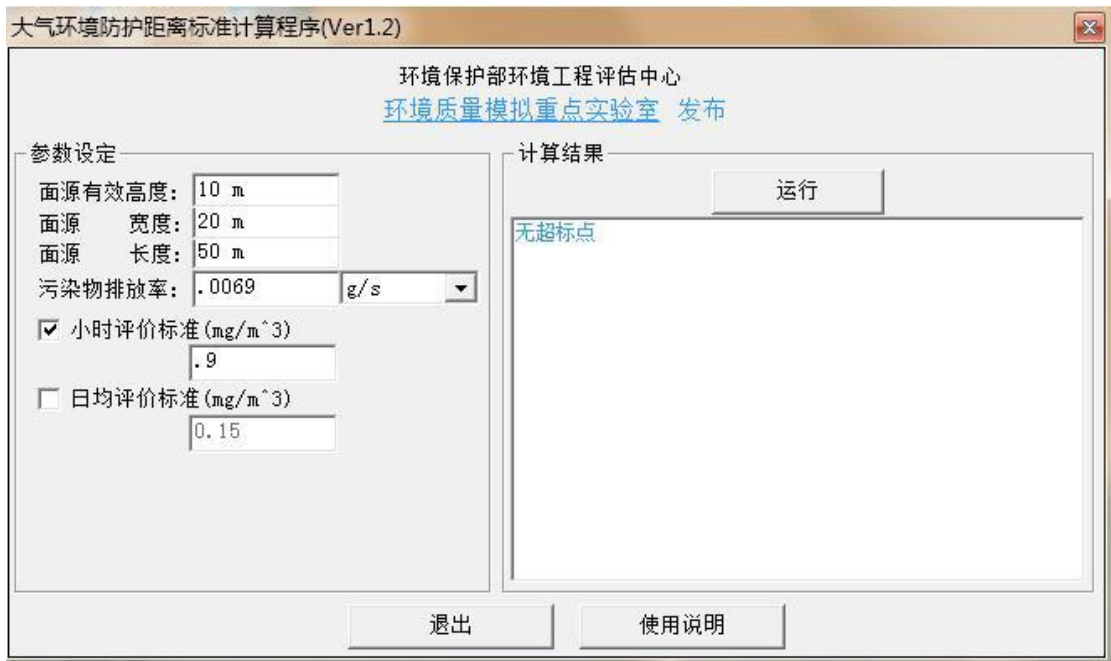 大气环境防护距离标准计算程序(Ver1.2)
环境保护部环境工程评估中心
环境质量模拟重点实验室 发布
参数设定
面源有效高度: 10 m
面源 宽度: 20 m
面源 长度: 50 m
污染物排放率: .0069 g/s
小时评价标准(mg/m^3)
.9
日均评价标准(mg/m^3)
0.15
计算结果
运行
无超标点
退出
使用说明